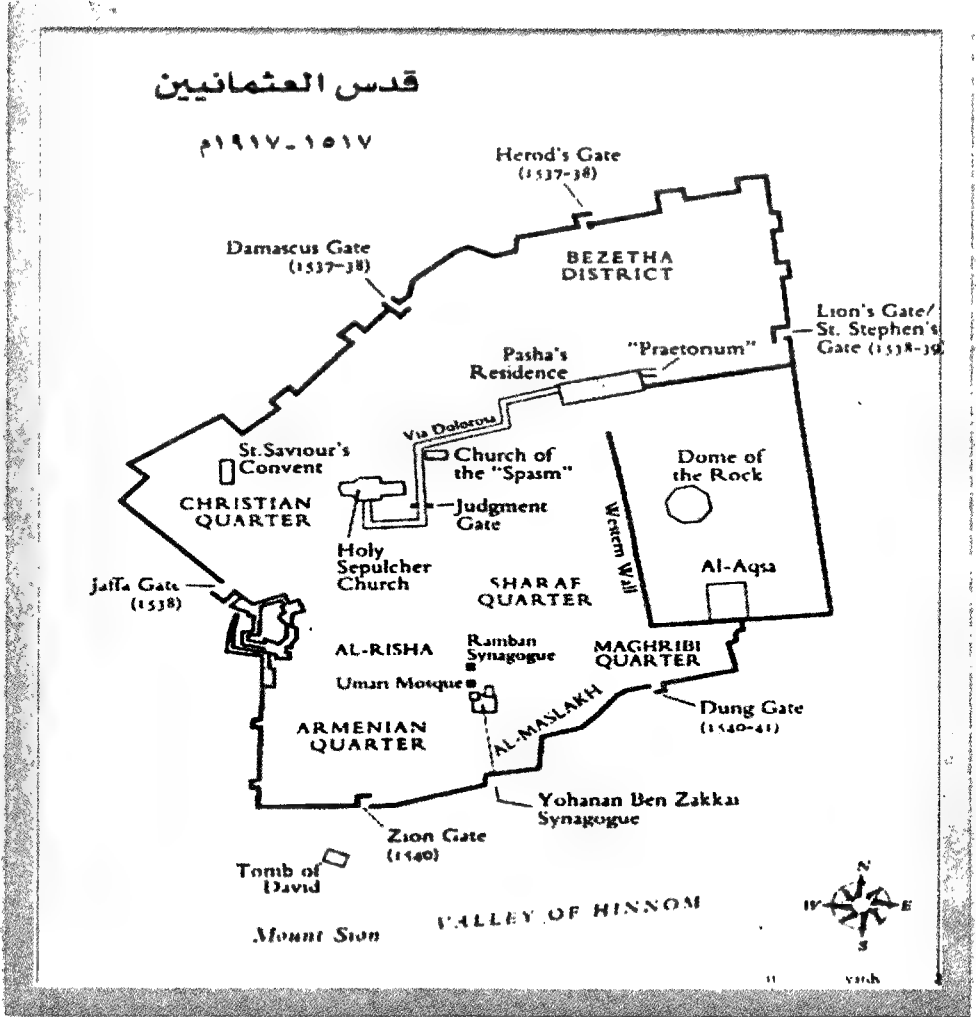 قدس العثمانيين
١٥١٧-١٩١٧م
Herod's Gate
(1537-38)
Damascus Gate
(1537-38)
BEZETHA
DISTRICT
Lion's Gate/
St. Stephen's
Gate (1538-39)
Pasha's
Residence
"Praetorium"
Via Dolorosa
St. Saviour's
Convent
Church of
the "Spasm"
Dome of
the Rock
CHRISTIAN
QUARTER
Judgment
Gate
Western Wall
Holy
Sepulcher
Church
Al-Aqsa
Jaffa Gate
(1538)
SHARAF
QUARTER
AL-RISHA
Ramban
Synagogue
MAGHRIBI
QUARTER
Umari Mosque
AL-MASLAKH
Dung Gate
(1540-41)
ARMENIAN
QUARTER
Yohanan Ben Zakkai
Synagogue
Zion Gate
(1540)
Tomb of
David
VALLEY OF HINNOM
Mount Sion
N
W E
S
yards